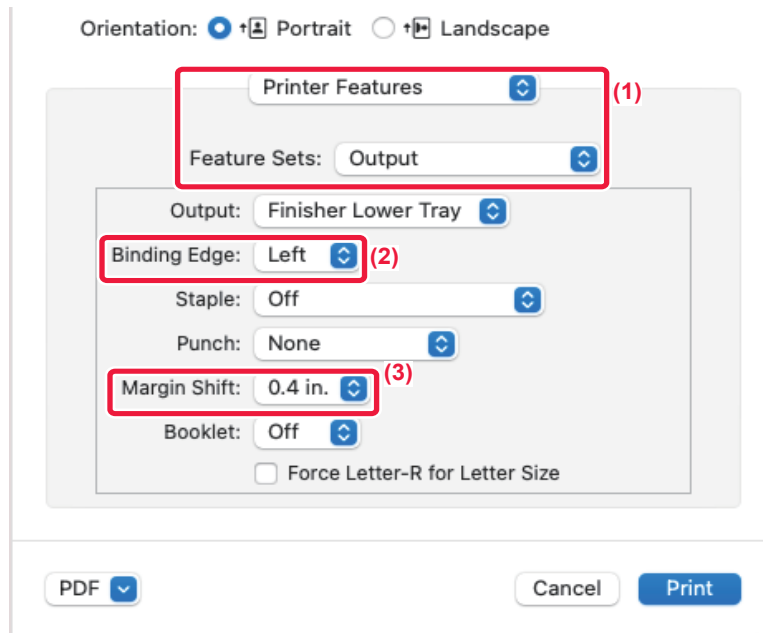 Orientation: Portrait Landscape
Printer Features
(1)
Feature Sets: Output
Output: Finisher Lower Tray
Binding Edge: Left (2)
Staple: Off
Punch: None
Margin Shift: 0.4 in. (3)
Booklet: Off
Force Letter-R for Letter Size
PDF Cancel Print